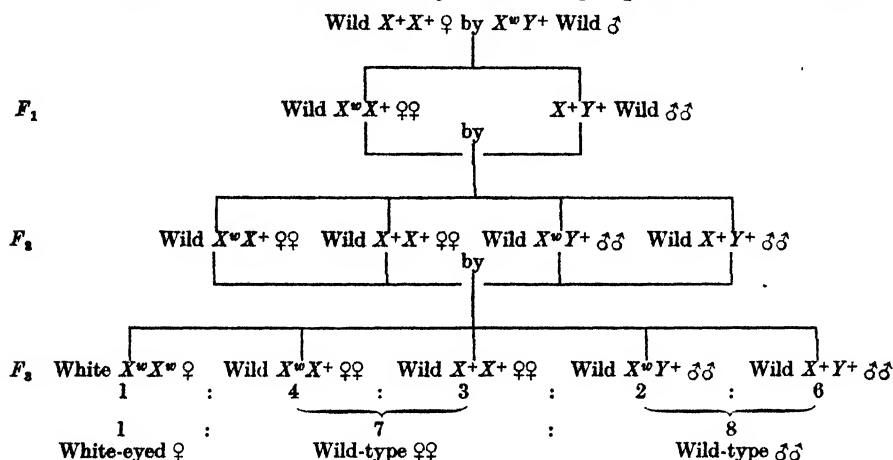 Wild X⁺X⁺ ♀ by XʷY⁺ Wild ♂
F₁ Wild XʷX⁺ ♀♀ X⁺Y⁺ Wild ♂♂
by
F₂ Wild XʷX⁺ ♀♀ Wild X⁺X⁺ ♀♀ Wild XʷY⁺ ♂♂ Wild X⁺Y⁺ ♂♂
by
F₃ White XʷXʷ ♀ Wild XʷX⁺ ♀♀ Wild X⁺X⁺ ♀♀ Wild XʷY⁺ ♂♂ Wild X⁺Y⁺ ♂♂
1 : 4 : 3 : 2 : 6
1 : 7 : 8
White-eyed ♀ Wild-type ♀♀ Wild-type ♂♂